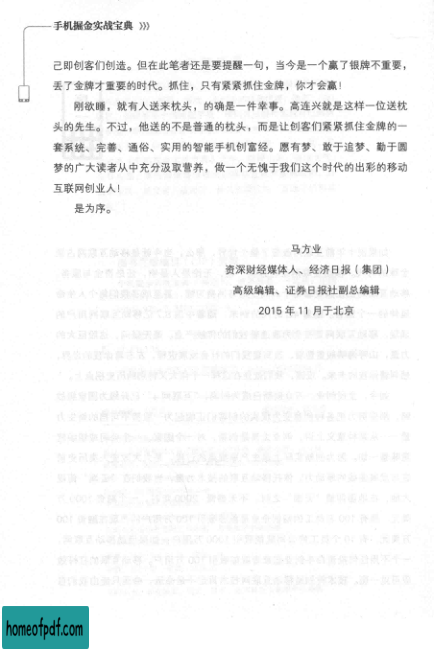 手机掘金实战宝典 》》》
己即创客们创造。但在此笔者还是要提醒一句，当今是一个赢了银牌不重要，
丢了金牌才重要的时代。抓住，只有紧紧抓住金牌，你才会赢！
刚欲睡，就有人送来枕头，的确是一件幸事。高连兴就是这样一位送枕
头的先生。不过，他送的不是普通的枕头，而是让创客们紧紧抓住金牌的一
套系统、完善、通俗、实用的智能手机创富经。愿有梦、敢于追梦、勤于圆
梦的广大读者从中充分汲取营养，做一个无愧于我们这个时代的出彩的移动
互联网创业人！
是为序。
马方业
资深财经媒体人、经济日报（集团）
高级编辑、证券日报社副总编辑
2015 年 11 月于北京
homeofpdf.com